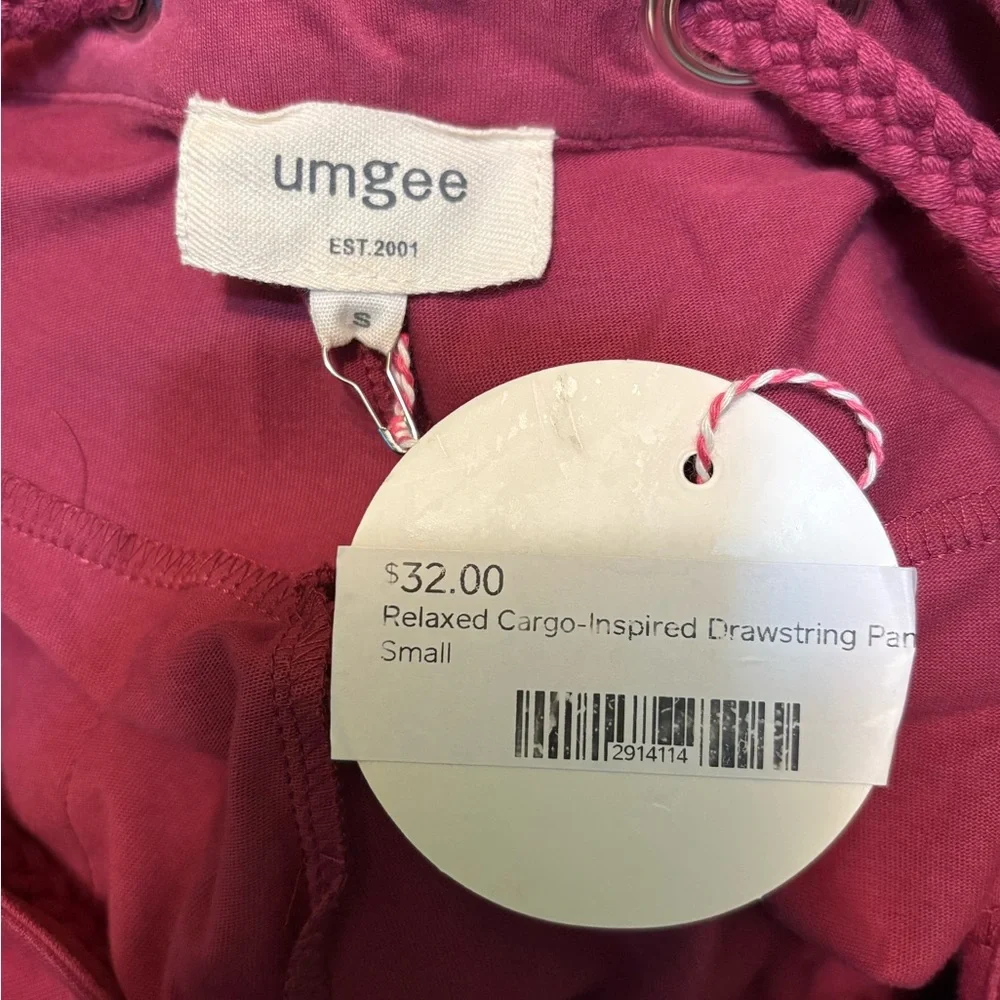 umgee
EST.2001
S
$32.00
Relaxed Cargo-Inspired Drawstring Pan
Small
2914114